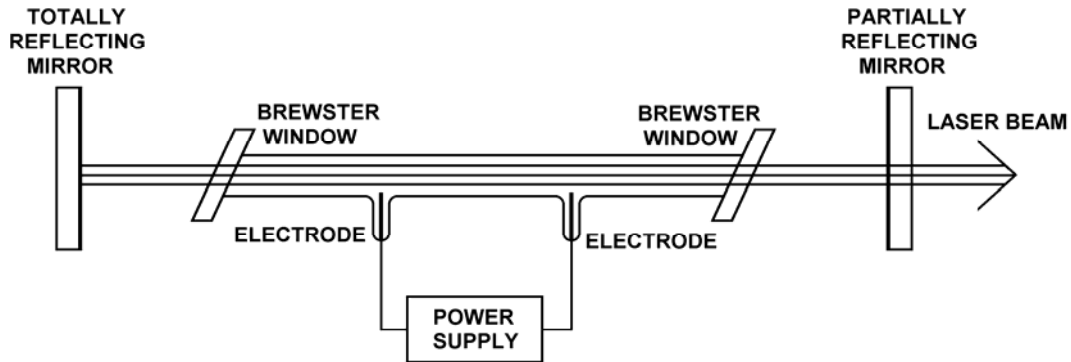 TOTALLY
REFLECTING
MIRROR
BREWSTER
WINDOW
BREWSTER
WINDOW
PARTIALLY
REFLECTING
MIRROR
LASER BEAM
ELECTRODE
ELECTRODE
POWER
SUPPLY